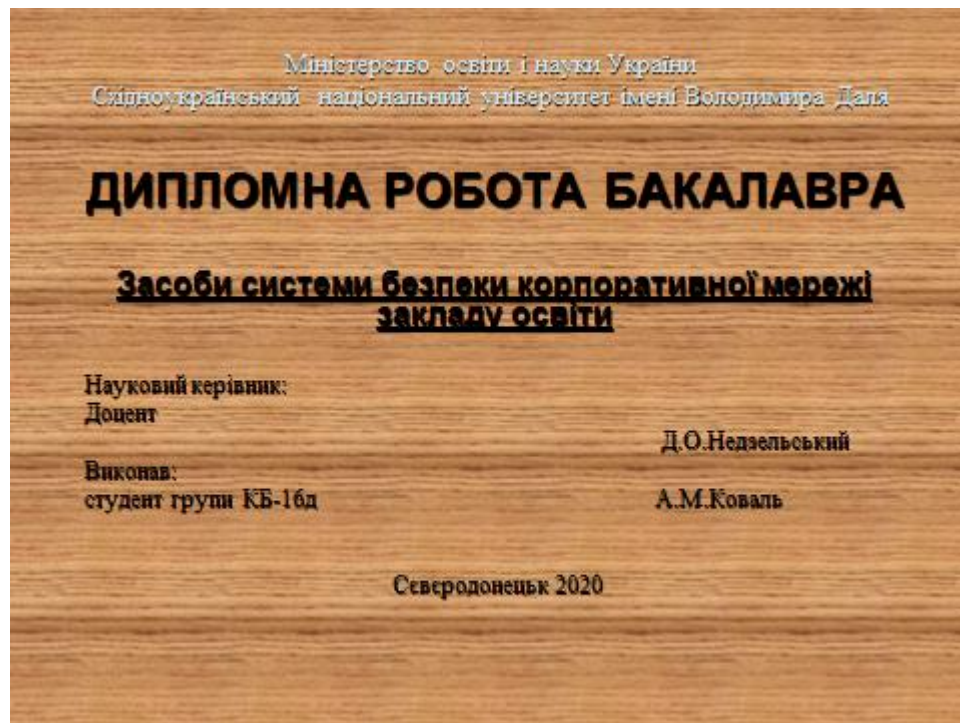 Міністерство освіти і науки України
Східноукраїнський національний університет імені Володимира Даля
ДИПЛОМНА РОБОТА БАКАЛАВРА
Засоби системи безпеки корпоративної мережі
закладу освіти
Науковий керівник:
Доцент
Д.О.Недзельський
Виконав:
студент групи КБ-16д А.М.Коваль
Сєвєродонецьк 2020